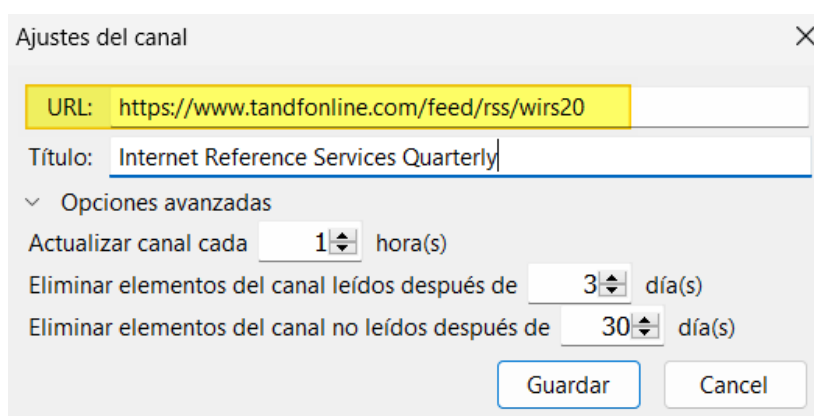 Ajustes del canal
URL: https://www.tandfonline.com/feed/rss/wirs20
Título: Internet Reference Services Quarterly
Opciones avanzadas
Actualizar canal cada 1 hora(s)
Eliminar elementos del canal leídos después de 3 día(s)
Eliminar elementos del canal no leídos después de 30 día(s)
Guardar Cancel